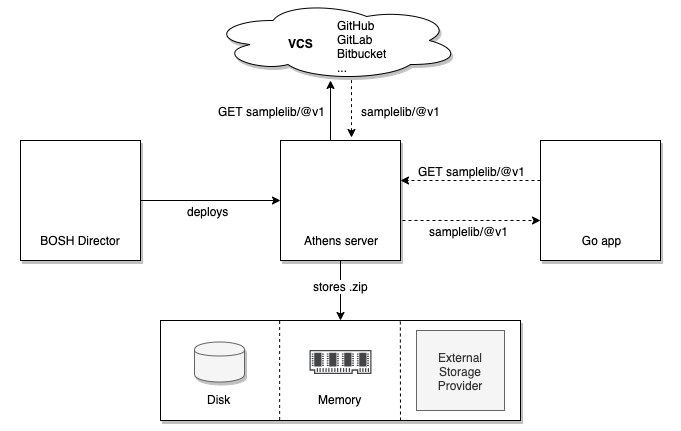 VCS
GitHub
GitLab
Bitbucket
...
GET samplelib/@v1
samplelib/@v1
BOSH Director
deploys
Athens server
GET samplelib/@v1
samplelib/@v1
Go app
stores .zip
Disk
Memory
External
Storage
Provider